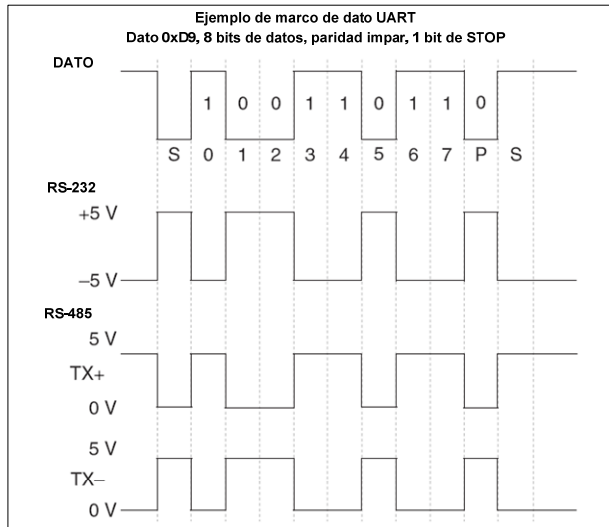 Ejemplo de marco de dato UART
Dato 0xD9, 8 bits de datos, paridad impar, 1 bit de STOP
DATO
1 0 0 1 1 0 1 1 0
S 0 1 2 3 4 5 6 7 P S
RS-232
+5 V
−5 V
RS-485
5 V
TX+
0 V
5 V
TX−
0 V